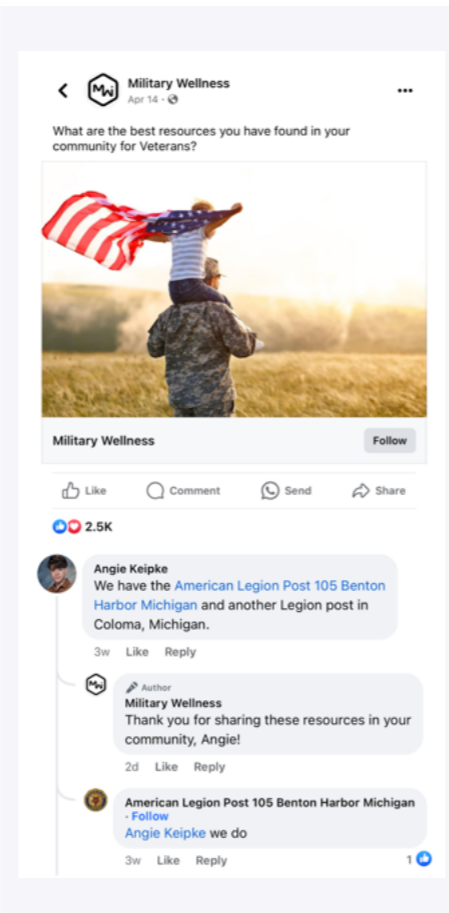 Military Wellness
Apr 14 ·
What are the best resources you have found in your
community for Veterans?
Military Wellness
Follow
Like
Comment
Send
Share
2.5K
Angie Keipke
We have the American Legion Post 105 Benton
Harbor Michigan and another Legion post in
Coloma, Michigan.
3w Like Reply
Author
Military Wellness
Thank you for sharing these resources in your
community, Angie!
2d Like Reply
American Legion Post 105 Benton Harbor Michigan
· Follow
Angie Keipke we do
3w Like Reply 1